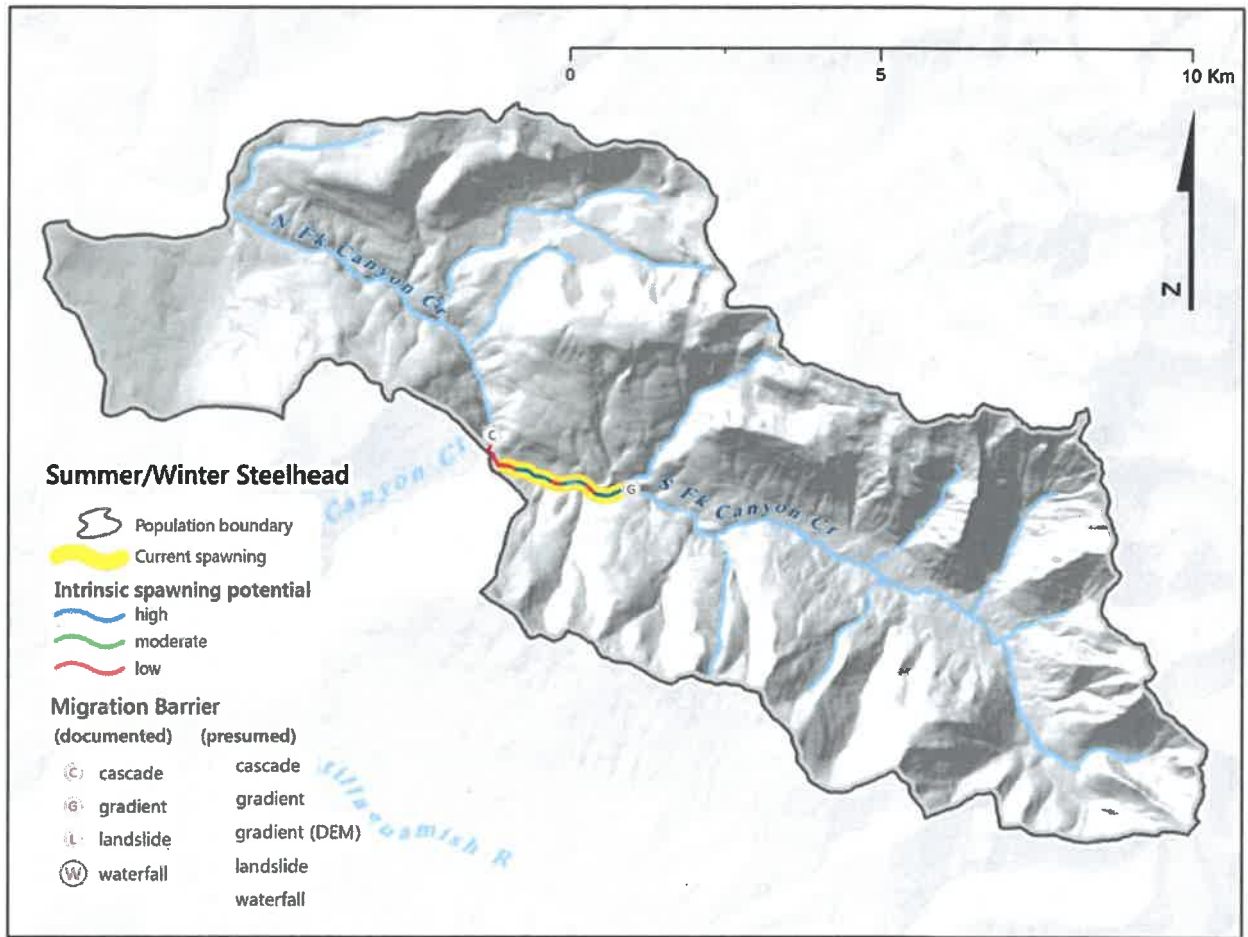 0 5 10 Km
N
N Fk Canyon Cr
C
Canyon Cr
G
S Fk Canyon Cr
Summer/Winter Steelhead
Population boundary
Current spawning
Intrinsic spawning potential
high
moderate
low
Migration Barrier
(documented) (presumed)
C cascade cascade
G gradient gradient
L landslide gradient (DEM)
W waterfall landslide
waterfall
Stillaguamish R